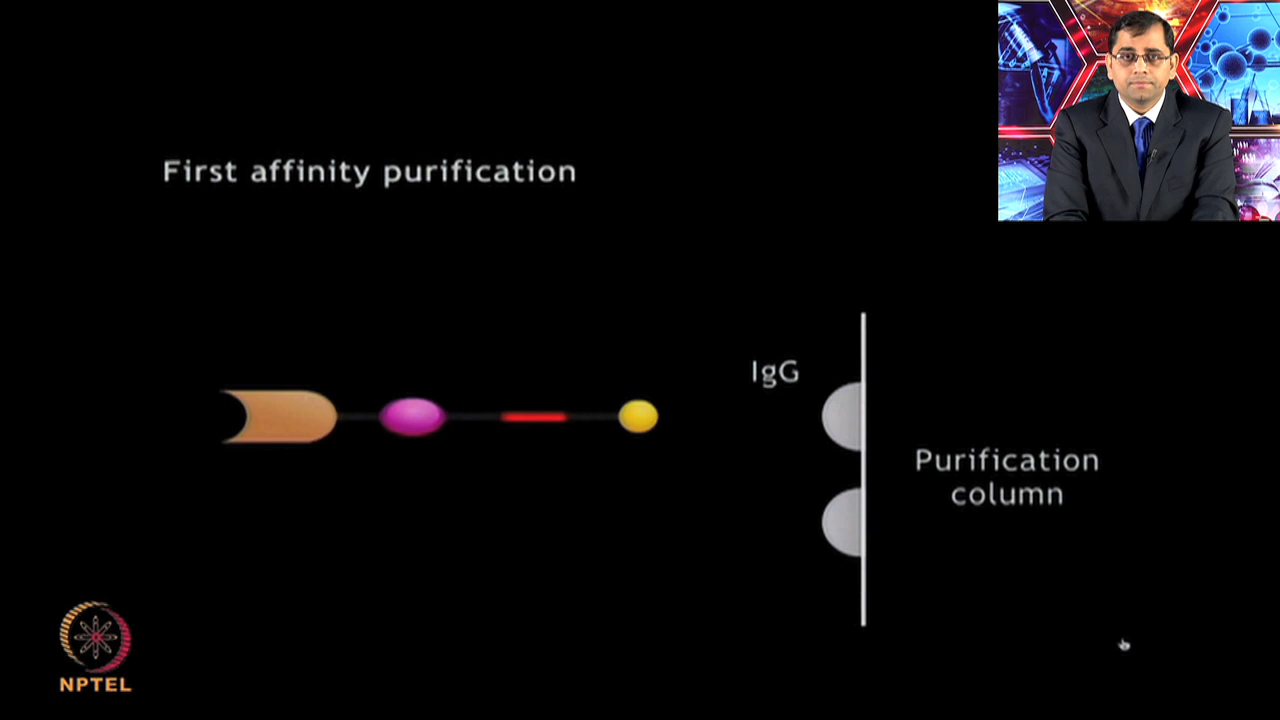 First affinity purification
IgG
Purification
column
NPTEL